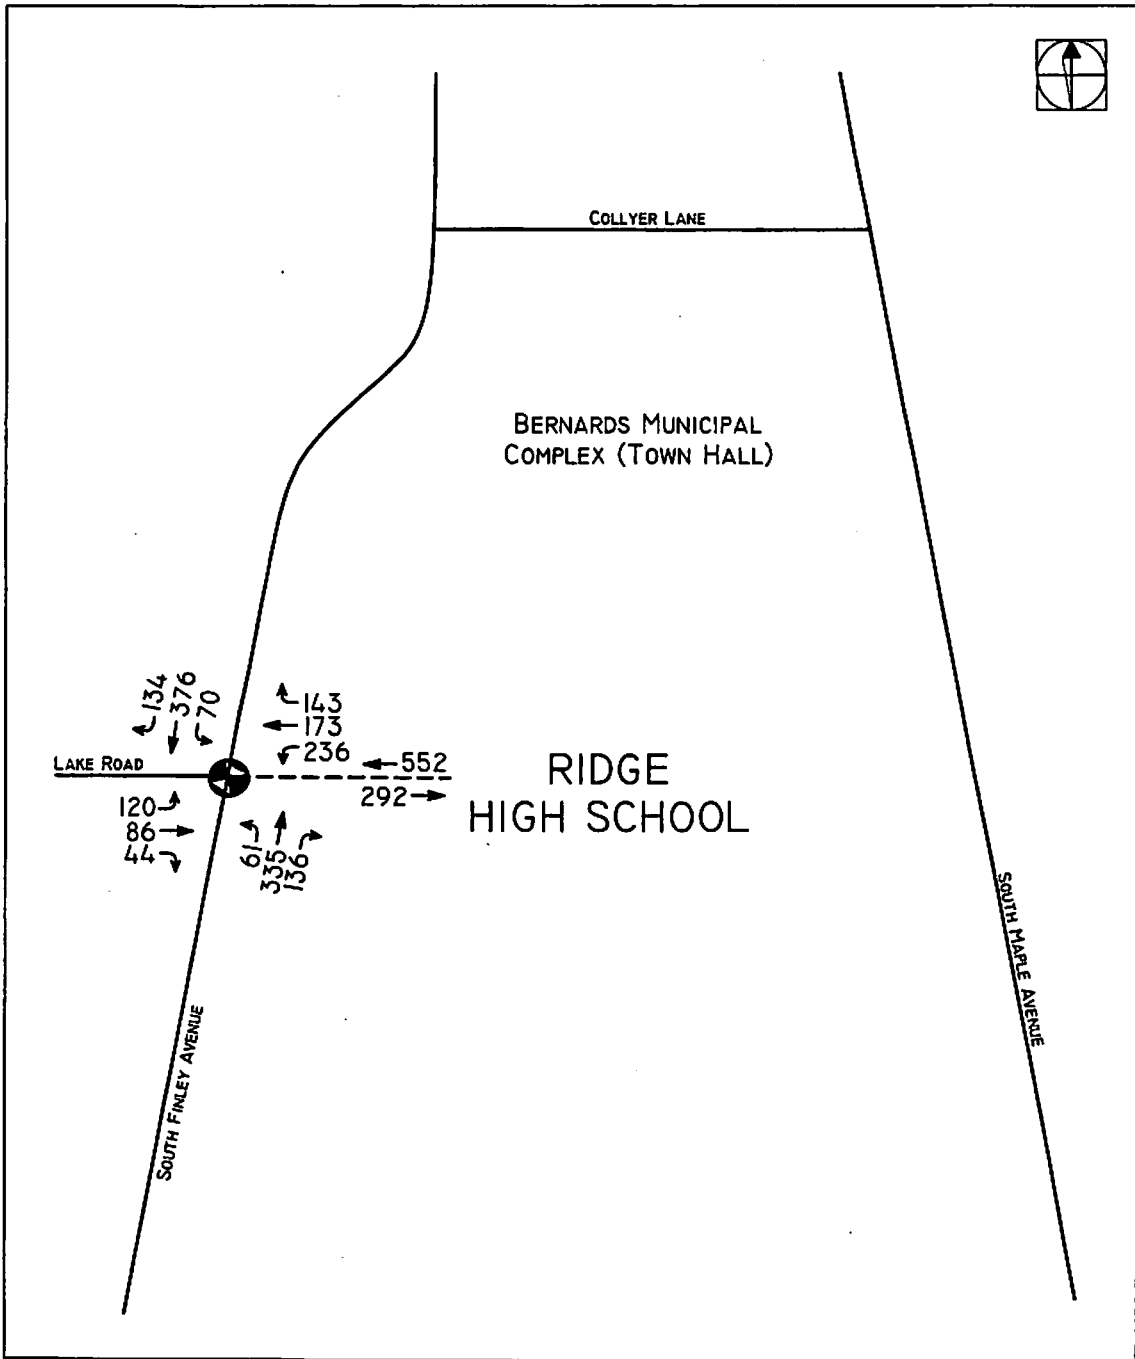 COLLYER LANE
BERNARDS MUNICIPAL
COMPLEX (TOWN HALL)
134
376
70
143
173
236
552
292
LAKE ROAD
120
86
44
61
335
136
RIDGE
HIGH SCHOOL
SOUTH MAPLE AVENUE
SOUTH FINLEY AVENUE